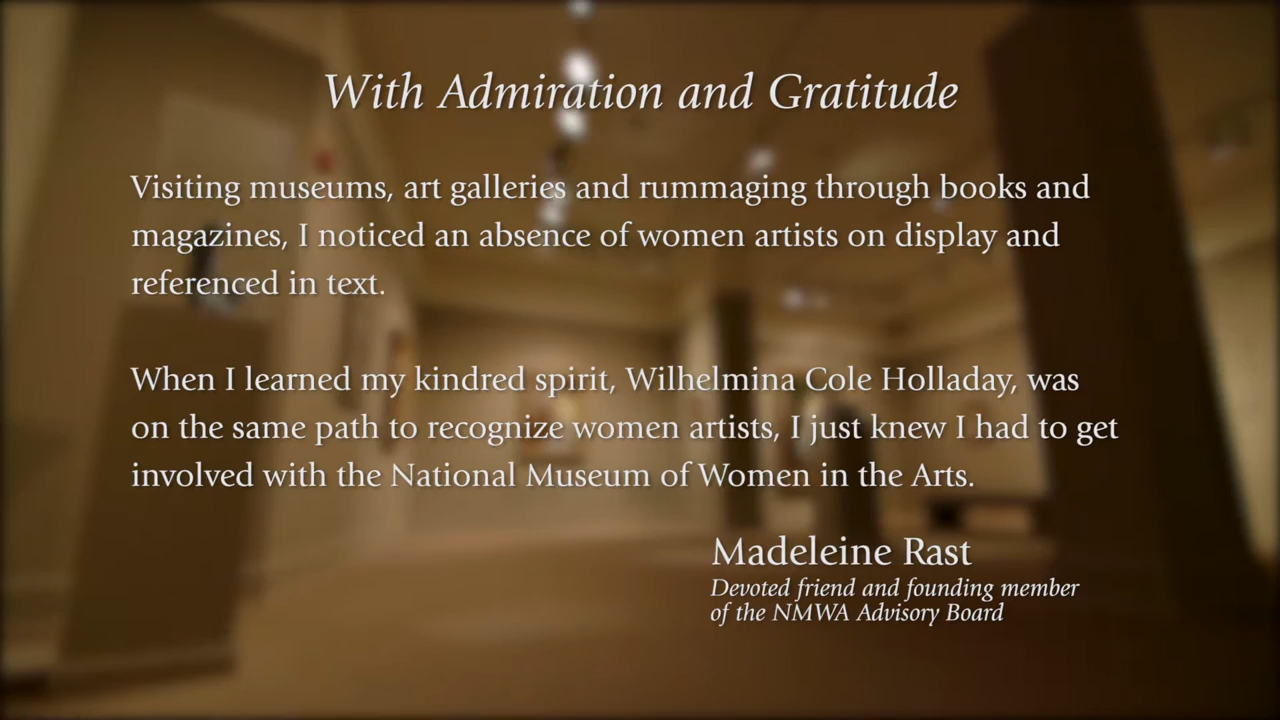 With Admiration and Gratitude
Visiting museums, art galleries and rummaging through books and
magazines, I noticed an absence of women artists on display and
referenced in text.
When I learned my kindred spirit, Wilhelmina Cole Holladay, was
on the same path to recognize women artists, I just knew I had to get
involved with the National Museum of Women in the Arts.
Madeleine Rast
Devoted friend and founding member
of the NMWA Advisory Board